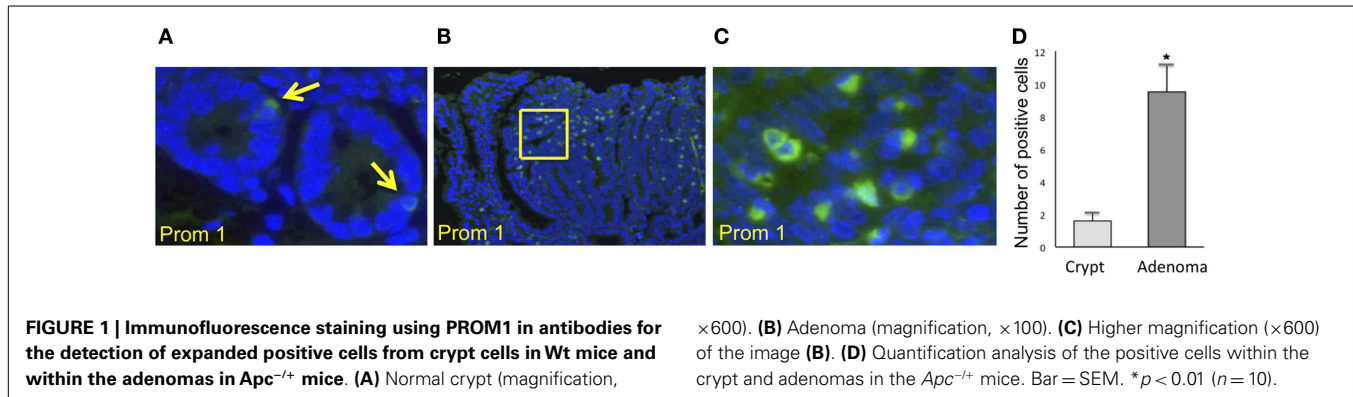 A
B
C
D
Prom 1
Prom 1
Prom 1
Number of positive cells
12
10
8
6
4
2
0
*
Crypt
Adenoma
FIGURE 1 | Immunofluorescence staining using PROM1 in antibodies for
the detection of expanded positive cells from crypt cells in Wt mice and
within the adenomas in Apc⁻/⁺ mice. (A) Normal crypt (magnification,
×600). (B) Adenoma (magnification, ×100). (C) Higher magnification (×600)
of the image (B). (D) Quantification analysis of the positive cells within the
crypt and adenomas in the Apc⁻/⁺ mice. Bar = SEM. *p < 0.01 (n = 10).